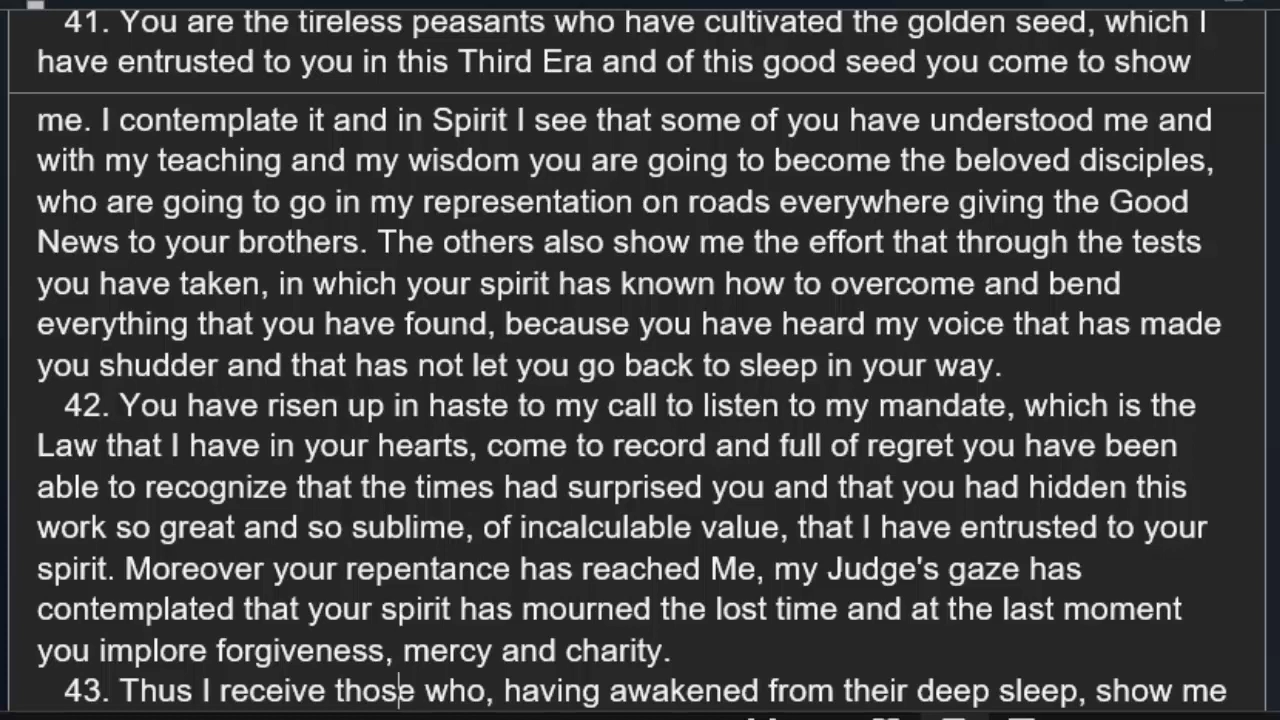 41. You are the tireless peasants who have cultivated the golden seed, which I
have entrusted to you in this Third Era and of this good seed you come to show
me. I contemplate it and in Spirit I see that some of you have understood me and
with my teaching and my wisdom you are going to become the beloved disciples,
who are going to go in my representation on roads everywhere giving the Good
News to your brothers. The others also show me the effort that through the tests
you have taken, in which your spirit has known how to overcome and bend
everything that you have found, because you have heard my voice that has made
you shudder and that has not let you go back to sleep in your way.
42. You have risen up in haste to my call to listen to my mandate, which is the
Law that I have in your hearts, come to record and full of regret you have been
able to recognize that the times had surprised you and that you had hidden this
work so great and so sublime, of incalculable value, that I have entrusted to your
spirit. Moreover your repentance has reached Me, my Judge's gaze has
contemplated that your spirit has mourned the lost time and at the last moment
you implore forgiveness, mercy and charity.
43. Thus I receive those who, having awakened from their deep sleep, show me